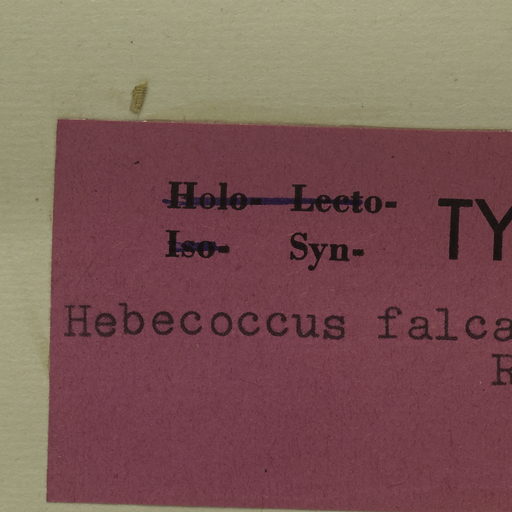 Holo- Lecto- TY
Iso- Syn-
Hebecoccus falca
R